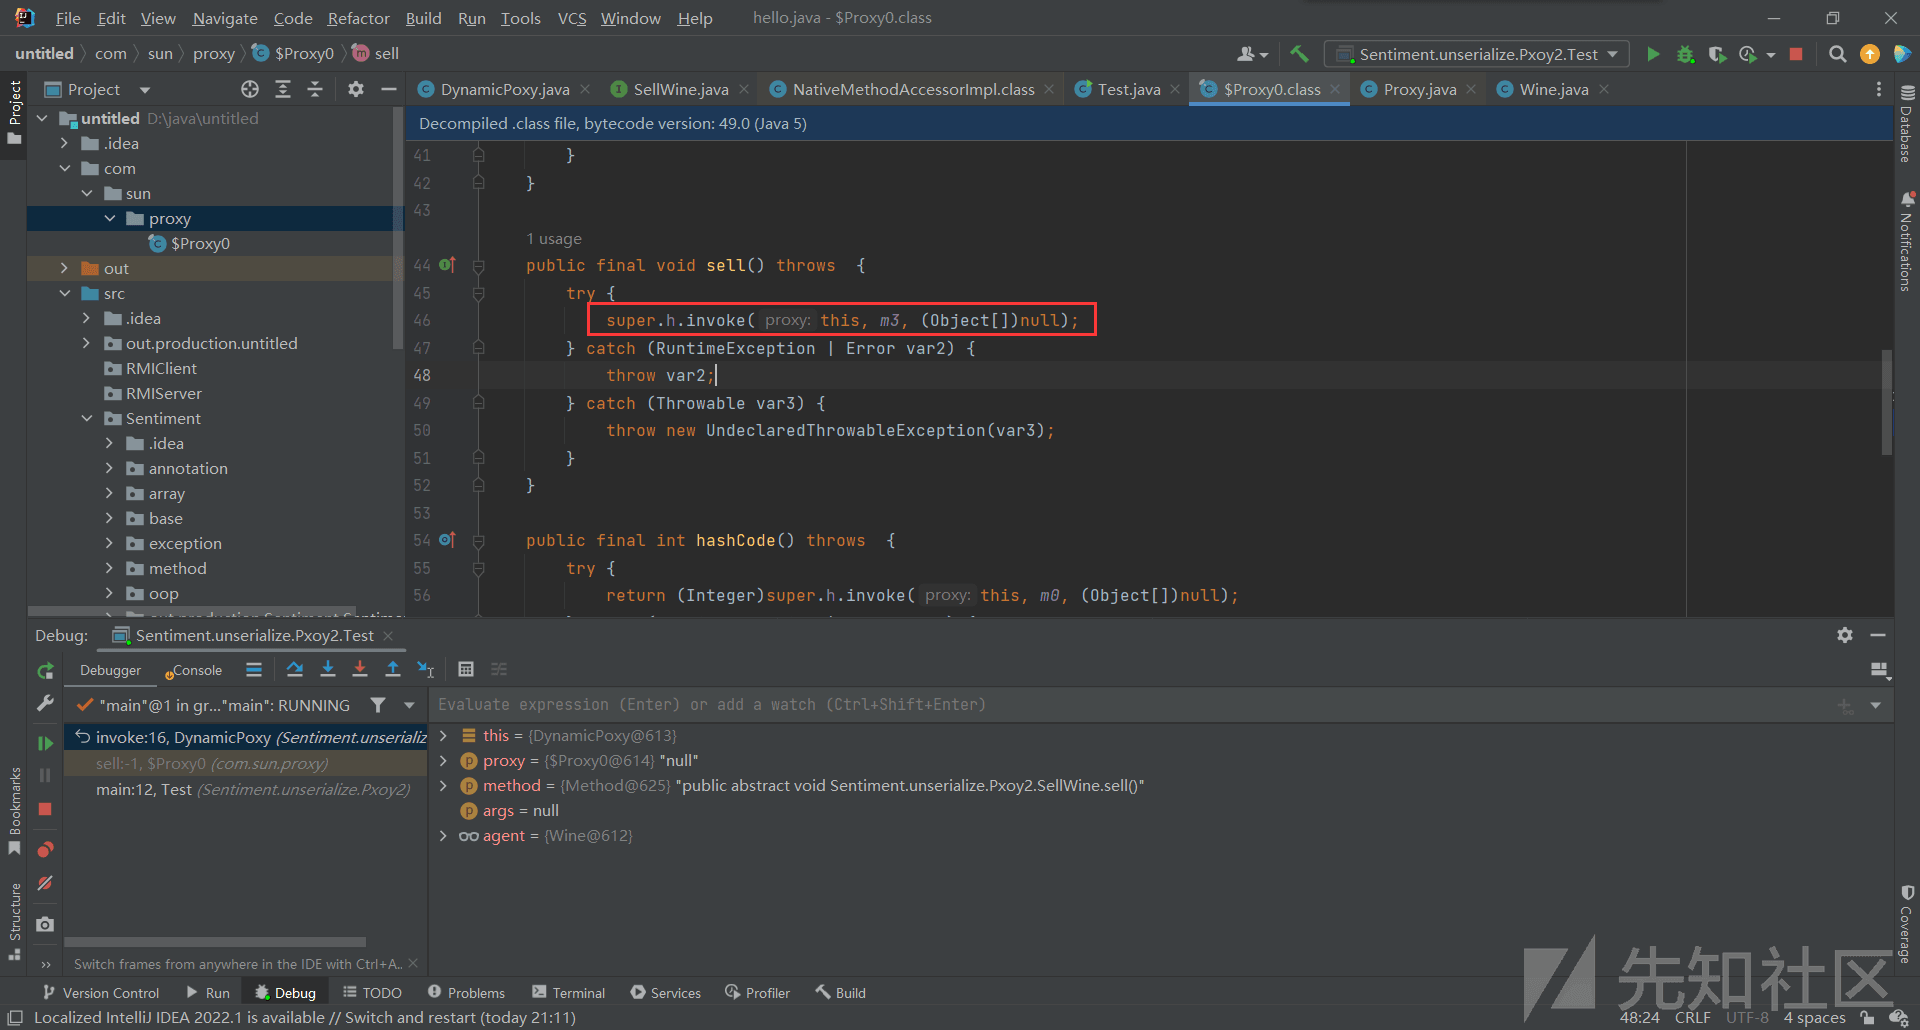 File Edit View Navigate Code Refactor Build Run Tools VCS Window Help hello.java - $Proxy0.class
untitled com sun proxy $Proxy0 sell Sentiment.unserialize.Pxoy2.Test
Project DynamicPoxy.java SellWine.java NativeMethodAccessorImpl.class Test.java $Proxy0.class Proxy.java Wine.java
Decompiled .class file, bytecode version: 49.0 (Java 5)
Project
Database
Notifications
untitled D:\java\untitled
.idea
com
sun
proxy
$Proxy0
out
src
.idea
out.production.untitled
RMIClient
RMIServer
Sentiment
.idea
annotation
array
base
exception
method
oop
41 }
42 }
43
1 usage
44 public final void sell() throws {
45 try {
46 super.h.invoke( proxy: this, m3, (Object[])null);
47 } catch (RuntimeException | Error var2) {
48 throw var2;
49 } catch (Throwable var3) {
50 throw new UndeclaredThrowableException(var3);
51 }
52 }
53
54 public final int hashCode() throws {
55 try {
56 return (Integer)super.h.invoke( proxy: this, m0, (Object[])null);
Debug: Sentiment.unserialize.Pxoy2.Test
Debugger Console
"main"@1 in gr..."main": RUNNING
Evaluate expression (Enter) or add a watch (Ctrl+Shift+Enter)
invoke:16, DynamicPoxy (Sentiment.unserializ
sell:-1, $Proxy0 (com.sun.proxy)
main:12, Test (Sentiment.unserialize.Pxoy2)
this = {DynamicPoxy@613}
proxy = {$Proxy0@614} "null"
method = {Method@625} "public abstract void Sentiment.unserialize.Pxoy2.SellWine.sell()"
args = null
agent = {Wine@612}
Bookmarks
Structure
Coverage
Switch frames from anywhere in the IDE with Ctrl+A..
先知社区
Version Control Run Debug TODO Problems Terminal Services Profiler Build
Localized IntelliJ IDEA 2022.1 is available // Switch and restart (today 21:11)
48:24 CRLF UTF-8 4 spaces